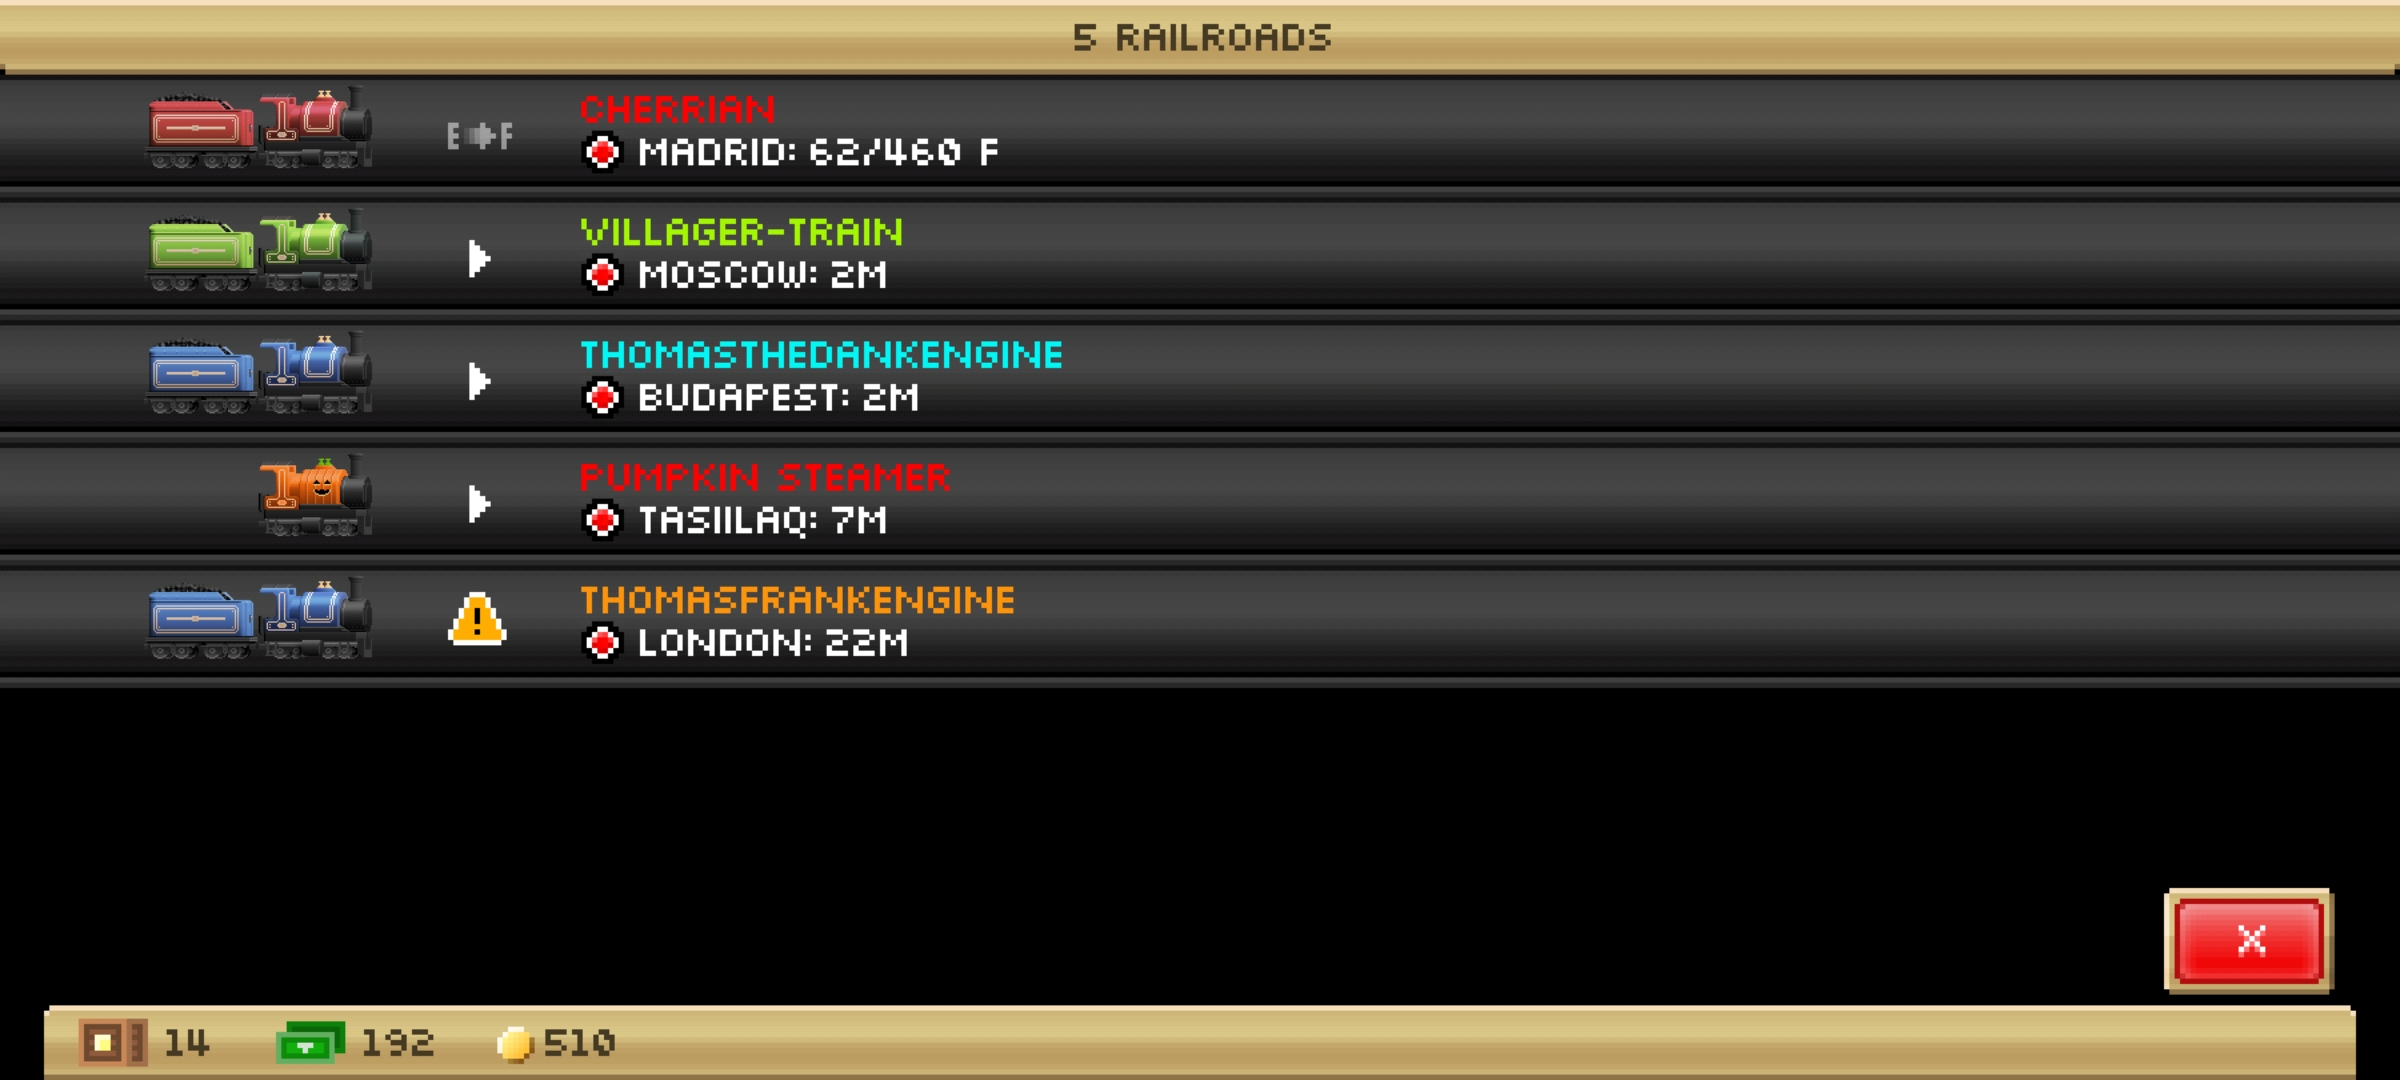 5 RAILROADS
CHERRIAN
E F
MADRID: 62/460 F
VILLAGER-TRAIN
MOSCOW: 2M
THOMASTHEDANKENGINE
BUDAPEST: 2M
PUMPKIN STEAMER
TASIILAQ: 7M
THOMASFRANKENGINE
LONDON: 22M
14 192 510